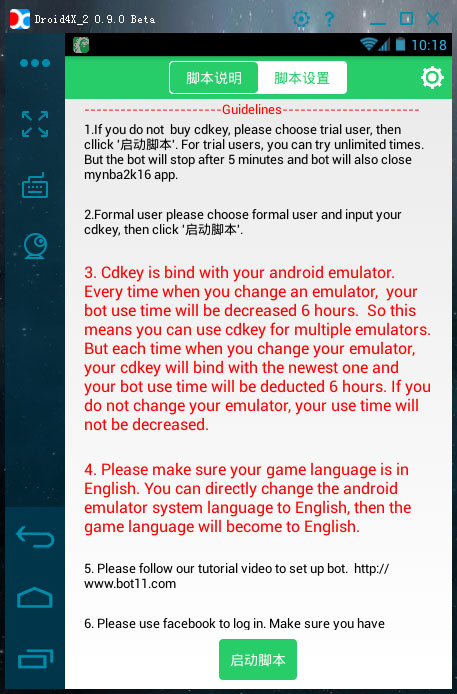 Droid4X_2 0.9.0 Beta
10:18
脚本说明 脚本设置
-----------------------Guidelines-----------------------
1.If you do not  buy cdkey, please choose trial user, then
cllick '启动脚本'. For trial users, you can try unlimited times.
But the bot will stop after 5 minutes and bot will also close
mynba2k16 app.
2.Formal user please choose formal user and input your
cdkey, then click '启动脚本'.
3. Cdkey is bind with your android emulator.
Every time when you change an emulator,  your
bot use time will be decreased 6 hours.  So this
means you can use cdkey for multiple emulators.
But each time when you change your emulator,
your cdkey will bind with the newest one and
your bot use time will be deducted 6 hours. If you
do not change your emulator, your use time will
not be decreased.
4. Please make sure your game language is in
English. You can directly change the android
emulator system language to English, then the
game language will become to English.
5. Please follow our tutorial video to set up bot.  http://
www.bot11.com
6. Please use facebook to log in. Make sure you have
启动脚本